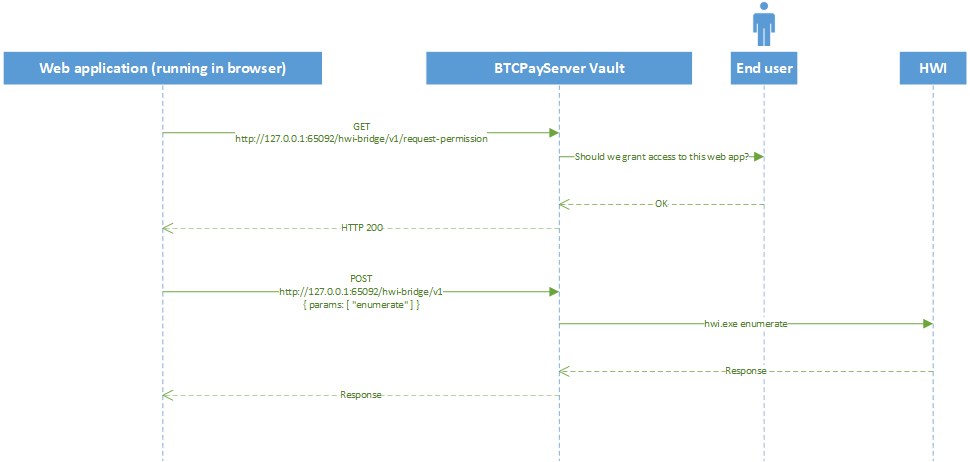 Web application (running in browser)
BTCPayServer Vault
End user
HWI
GET
http://127.0.0.1:65092/hwi-bridge/v1/request-permission
Should we grant access to this web app?
OK
HTTP 200
POST
http://127.0.0.1:65092/hwi-bridge/v1
{ params: [ "enumerate" ] }
hwi.exe enumerate
Response
Response